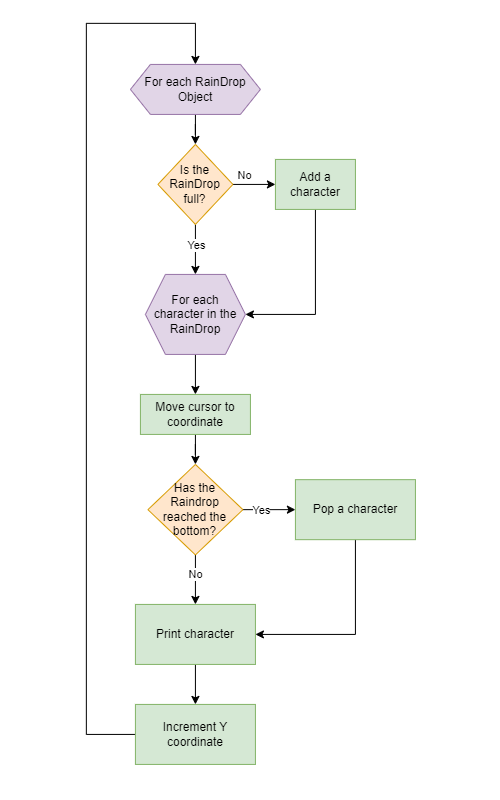 For each RainDrop
Object
Is the
RainDrop
full?
No
Add a
character
Yes
For each
character in the
RainDrop
Move cursor to
coordinate
Has the
Raindrop
reached the
bottom?
Yes
Pop a character
No
Print character
Increment Y
coordinate